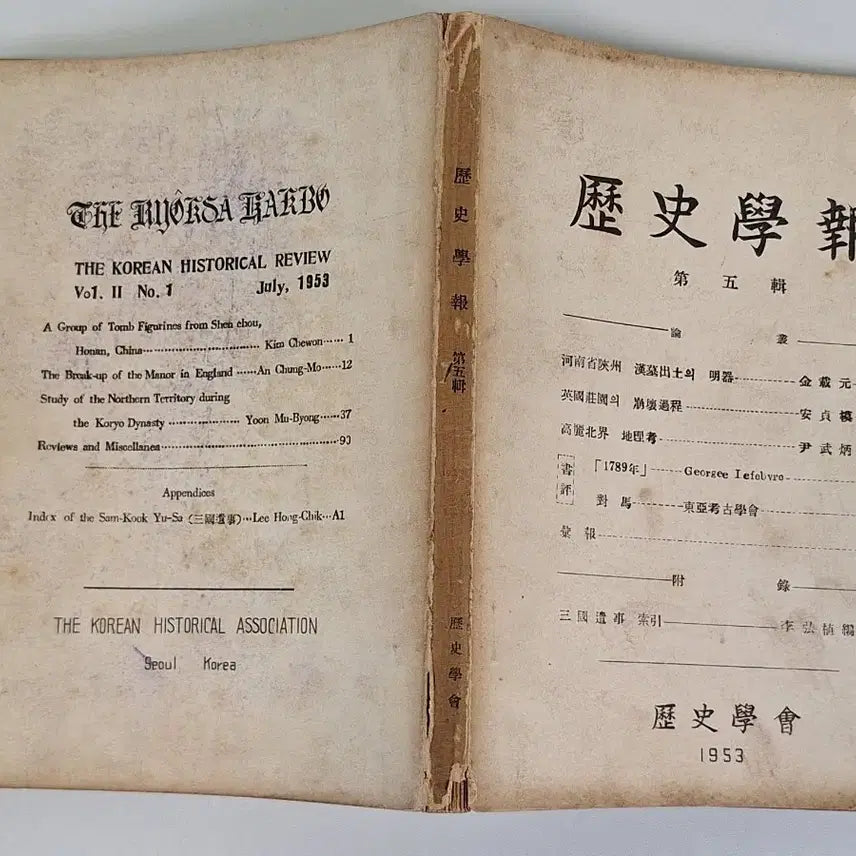 THE RYÔKSA HAKBO
THE KOREAN HISTORICAL REVIEW
Vol. II No. 1 July, 1953
A Group of Tomb Figurines from Shen chou,
Honan, China Kim Chewon 1
The Break-up of the Manor in England An Chung-Mo 12
Study of the Northern Territory during
the Koryo Dynasty Yoon Mu-Byong 37
Reviews and Miscellanea 93
Appendices
Index of the Sam-Kook Yu-Sa (三國遺事) Lee Hong-Chik A1
THE KOREAN HISTORICAL ASSOCIATION
Seoul Korea
歷史學報 第五輯 歷史學會
歷史學報
第五輯
論叢
河南省陜州 漢墓出土의 明器 金載元
英國莊園의 崩壞過程 安貞模
高麗北界 地理考 尹武炳
書評 「1789年」 Georgee Lefebvre
對馬 東亞考古學會
彙報
附錄
三國遺事 索引 李弘稙編
歷史學會
1953